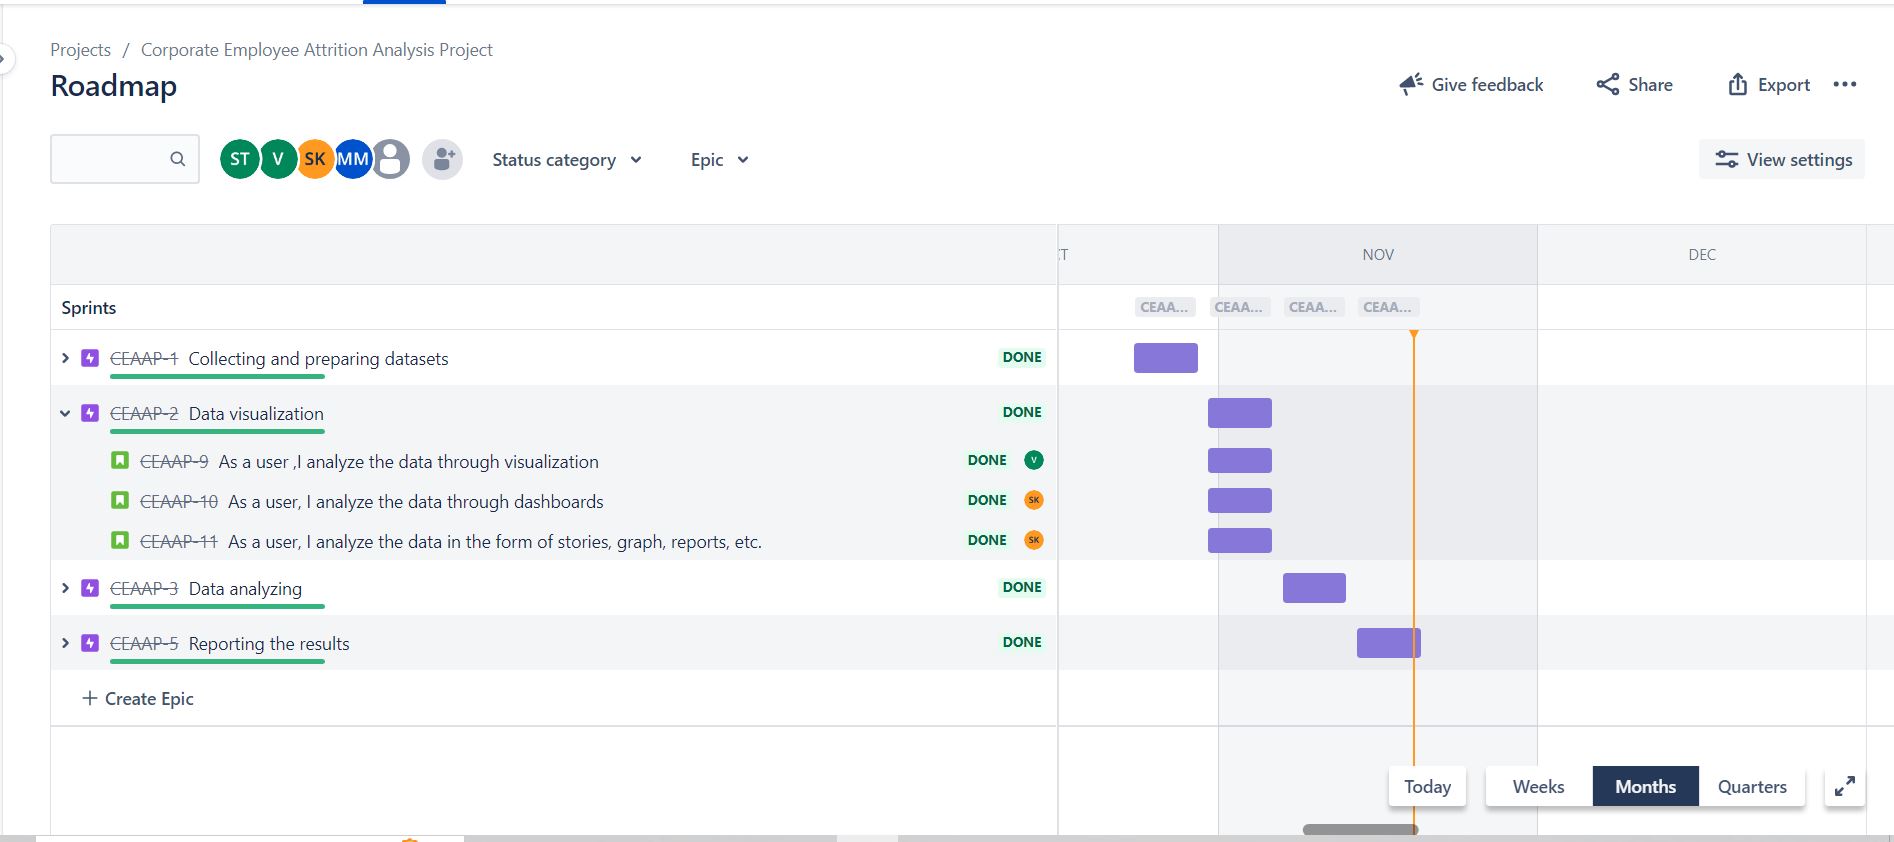 Projects / Corporate Employee Attrition Analysis Project
Roadmap
Give feedback Share Export
ST V SK MM Status category Epic View settings
CT NOV DEC
Sprints CEAA... CEAA... CEAA... CEAA...
CEAAP-1 Collecting and preparing datasets DONE
CEAAP-2 Data visualization DONE
CEAAP-9 As a user ,I analyze the data through visualization DONE V
CEAAP-10 As a user, I analyze the data through dashboards DONE SK
CEAAP-11 As a user, I analyze the data in the form of stories, graph, reports, etc. DONE SK
CEAAP-3 Data analyzing DONE
CEAAP-5 Reporting the results DONE
+ Create Epic
Today Weeks Months Quarters